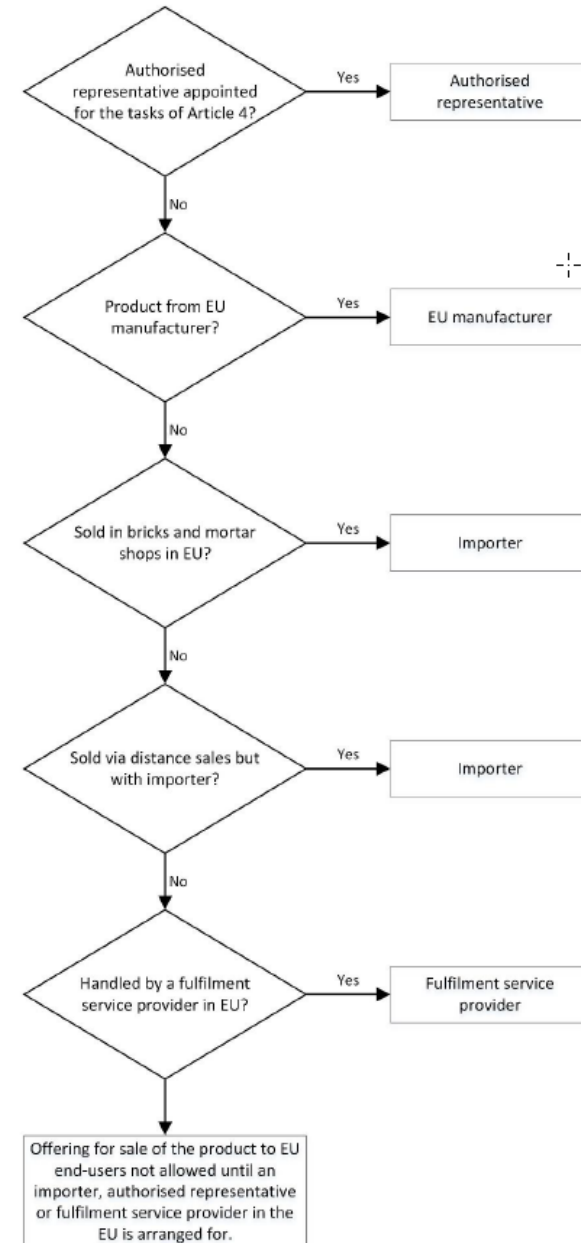 Authorised
representative appointed
for the tasks of Article 4?
Yes
Authorised
representative
No
Product from EU
manufacturer?
Yes
EU manufacturer
No
Sold in bricks and mortar
shops in EU?
Yes
Importer
No
Sold via distance sales but
with importer?
Yes
Importer
No
Handled by a fulfilment
service provider in EU?
Yes
Fulfilment service
provider
Offering for sale of the product to EU
end-users not allowed until an
importer, authorised representative
or fulfilment service provider in the
EU is arranged for.